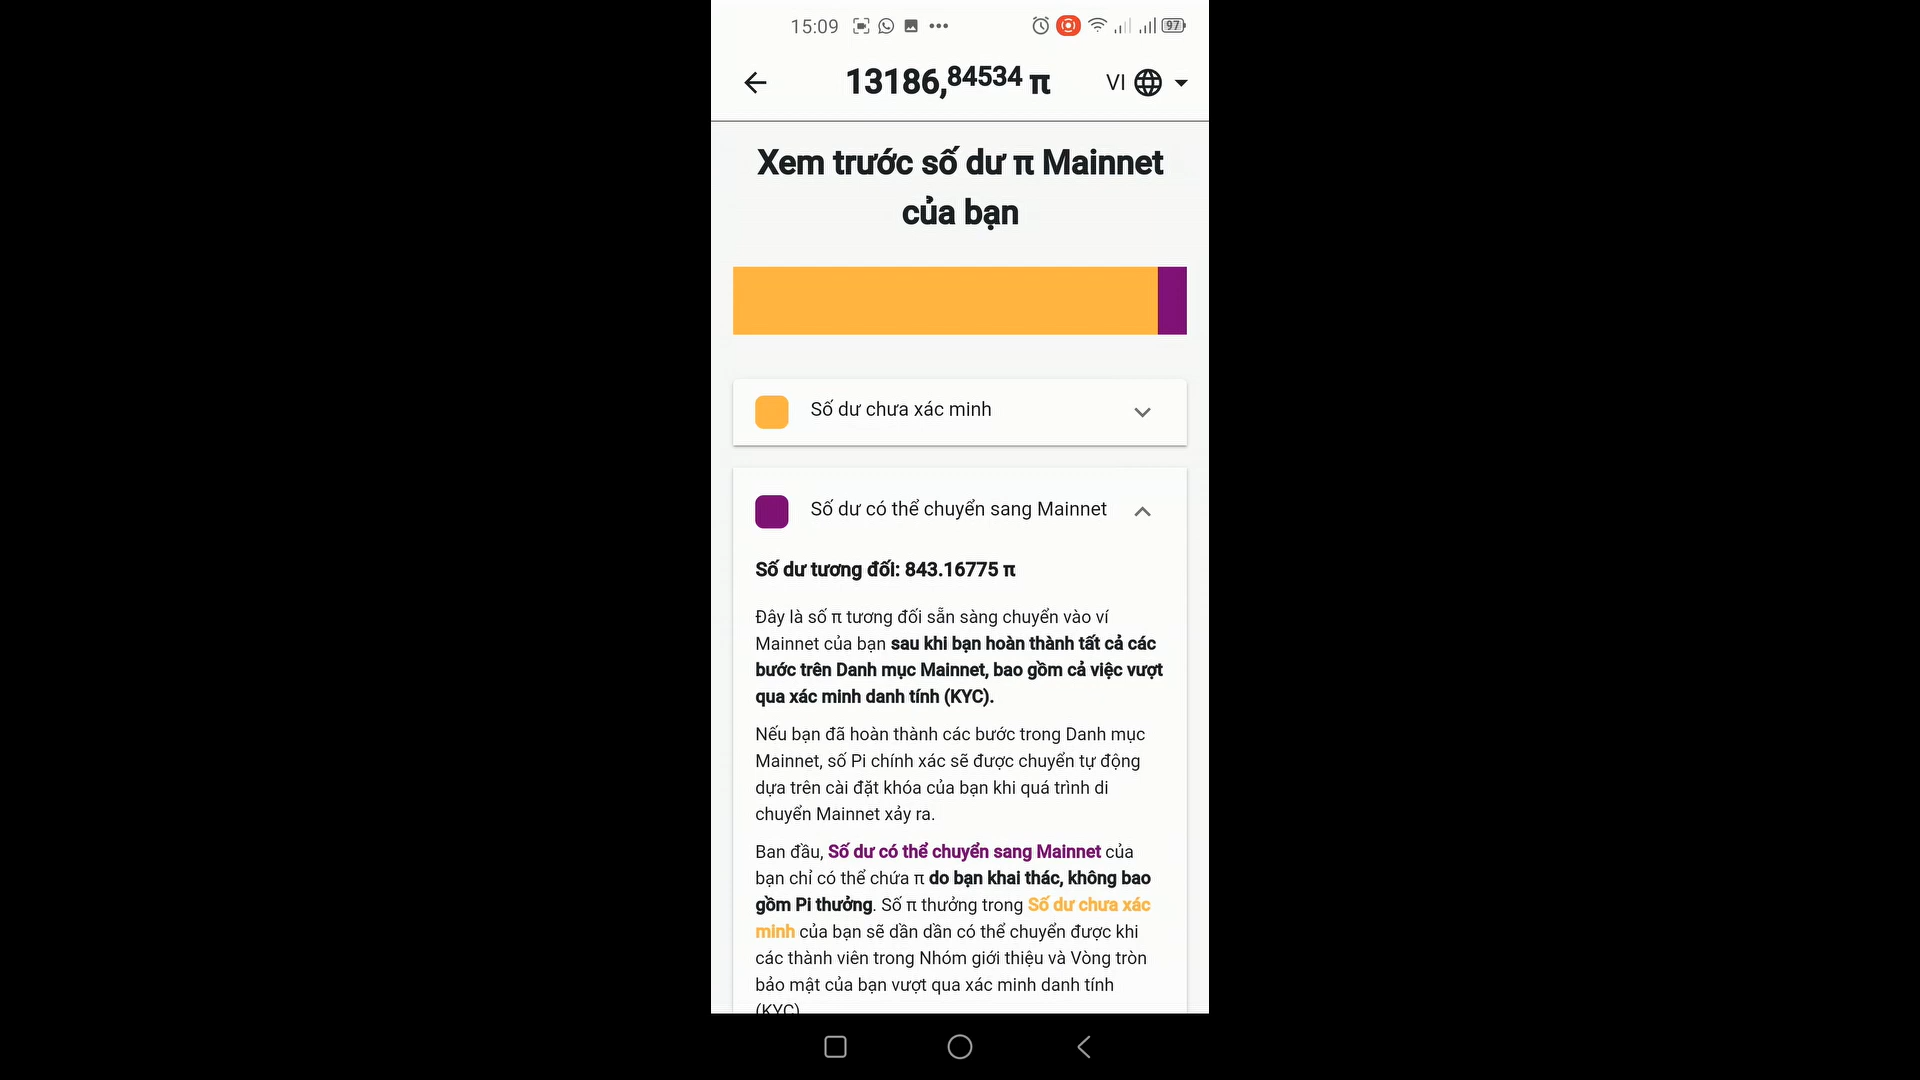 15:09
97
13186,84534 π
VI
Xem trước số dư π Mainnet
của bạn
Số dư chưa xác minh
Số dư có thể chuyển sang Mainnet
Số dư tương đối: 843.16775 π
Đây là số π tương đối sẵn sàng chuyển vào ví
Mainnet của bạn sau khi bạn hoàn thành tất cả các
bước trên Danh mục Mainnet, bao gồm cả việc vượt
qua xác minh danh tính (KYC).
Nếu bạn đã hoàn thành các bước trong Danh mục
Mainnet, số Pi chính xác sẽ được chuyển tự động
dựa trên cài đặt khóa của bạn khi quá trình di
chuyển Mainnet xảy ra.
Ban đầu, Số dư có thể chuyển sang Mainnet của
bạn chỉ có thể chứa π do bạn khai thác, không bao
gồm Pi thưởng. Số π thưởng trong Số dư chưa xác
minh của bạn sẽ dần dần có thể chuyển được khi
các thành viên trong Nhóm giới thiệu và Vòng tròn
bảo mật của bạn vượt qua xác minh danh tính
(KYC)